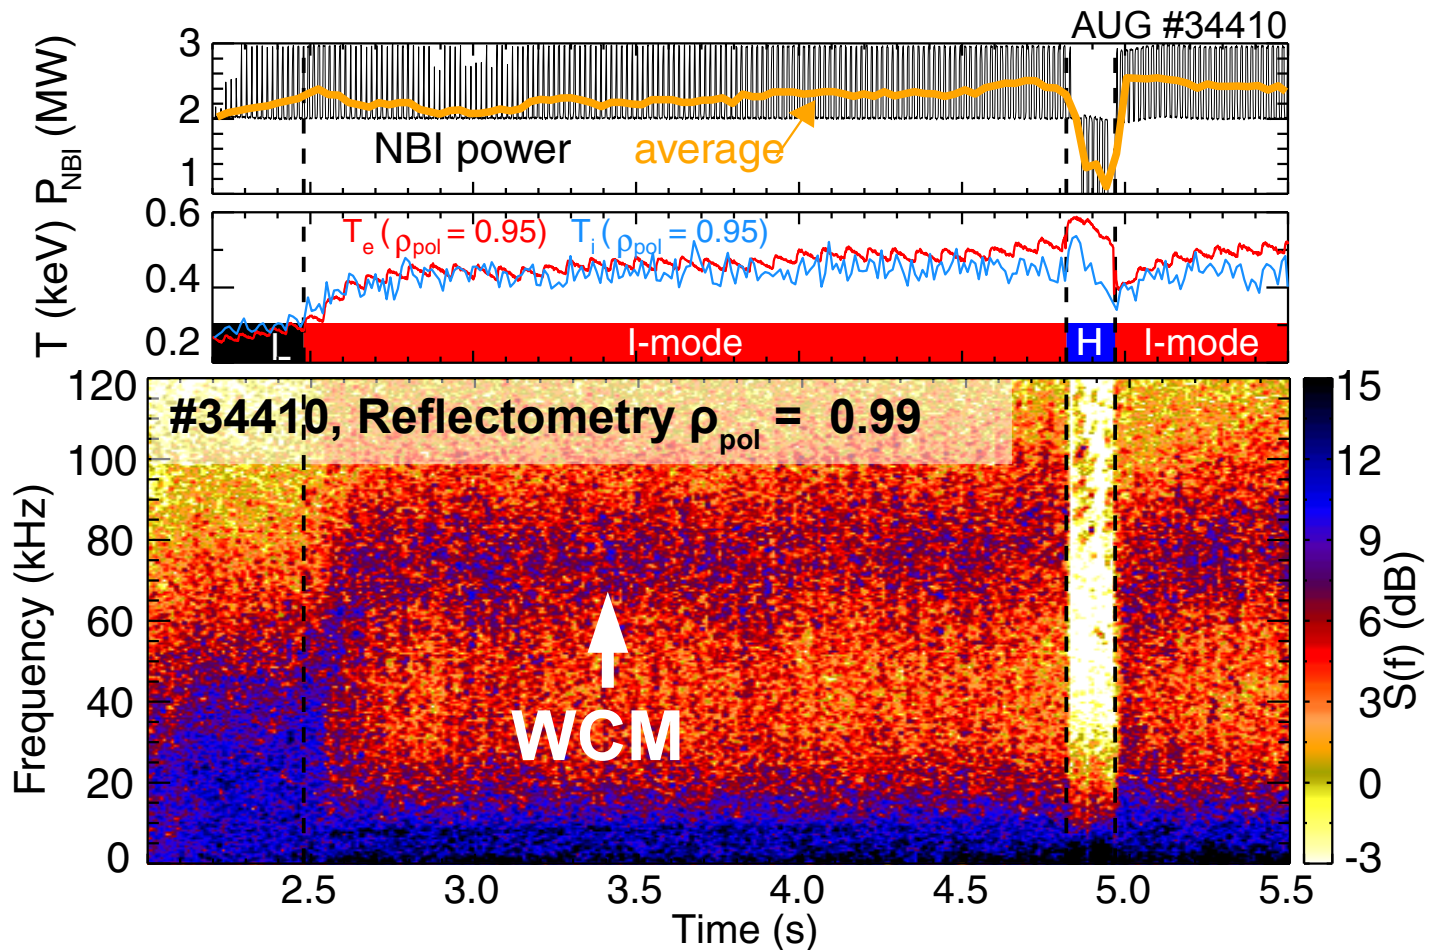 AUG #34410
3
2
1
P_NBI (MW)
NBI power
average
0.6
0.4
0.2
T (keV)
T_e ( ρ_pol = 0.95)
T_i ( ρ_pol = 0.95)
L
I-mode
H
I-mode
120
100
80
60
40
20
0
Frequency (kHz)
#34410, Reflectometry ρ_pol = 0.99
WCM
2.5
3.0
3.5
4.0
4.5
5.0
5.5
Time (s)
15
12
9
6
3
0
-3
S(f) (dB)